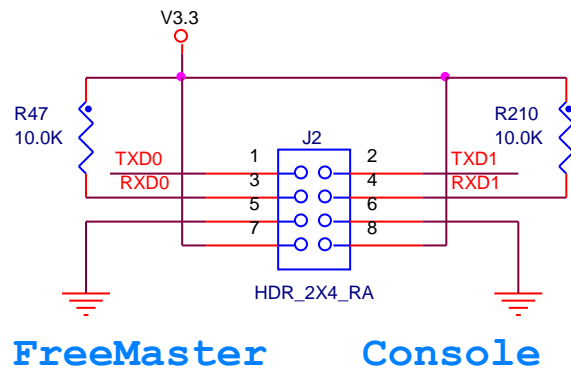 V3.3
R47
10.0K
R210
10.0K
J2
TXD0
1
2
TXD1
RXD0
3
4
RXD1
5
6
7
8
HDR_2X4_RA
FreeMaster
Console